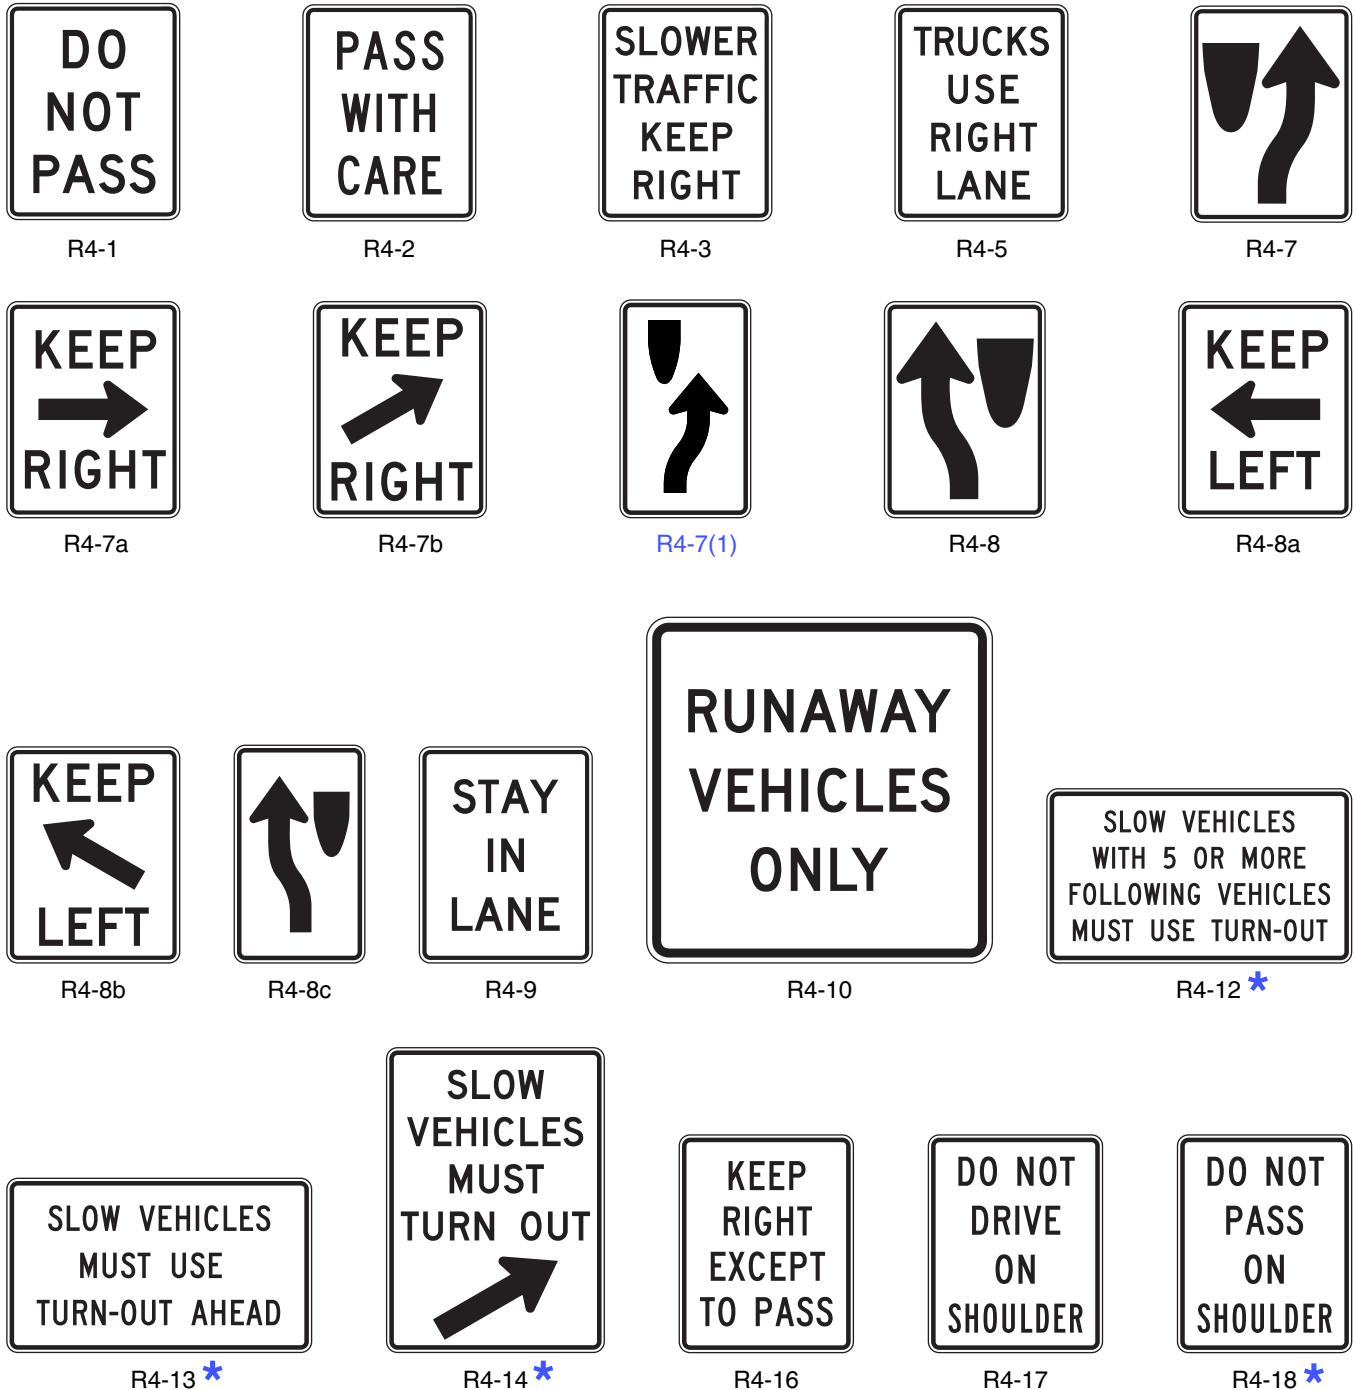 DO
NOT
PASS
R4-1
PASS
WITH
CARE
R4-2
SLOWER
TRAFFIC
KEEP
RIGHT
R4-3
TRUCKS
USE
RIGHT
LANE
R4-5
R4-7
KEEP
RIGHT
R4-7a
KEEP
RIGHT
R4-7b
R4-7(1)
R4-8
KEEP
LEFT
R4-8a
KEEP
LEFT
R4-8b
R4-8c
STAY
IN
LANE
R4-9
RUNAWAY
VEHICLES
ONLY
R4-10
SLOW VEHICLES
WITH 5 OR MORE
FOLLOWING VEHICLES
MUST USE TURN-OUT
R4-12 *
SLOW VEHICLES
MUST USE
TURN-OUT AHEAD
R4-13 *
SLOW
VEHICLES
MUST
TURN OUT
R4-14 *
KEEP
RIGHT
EXCEPT
TO PASS
R4-16
DO NOT
DRIVE
ON
SHOULDER
R4-17
DO NOT
PASS
ON
SHOULDER
R4-18 *